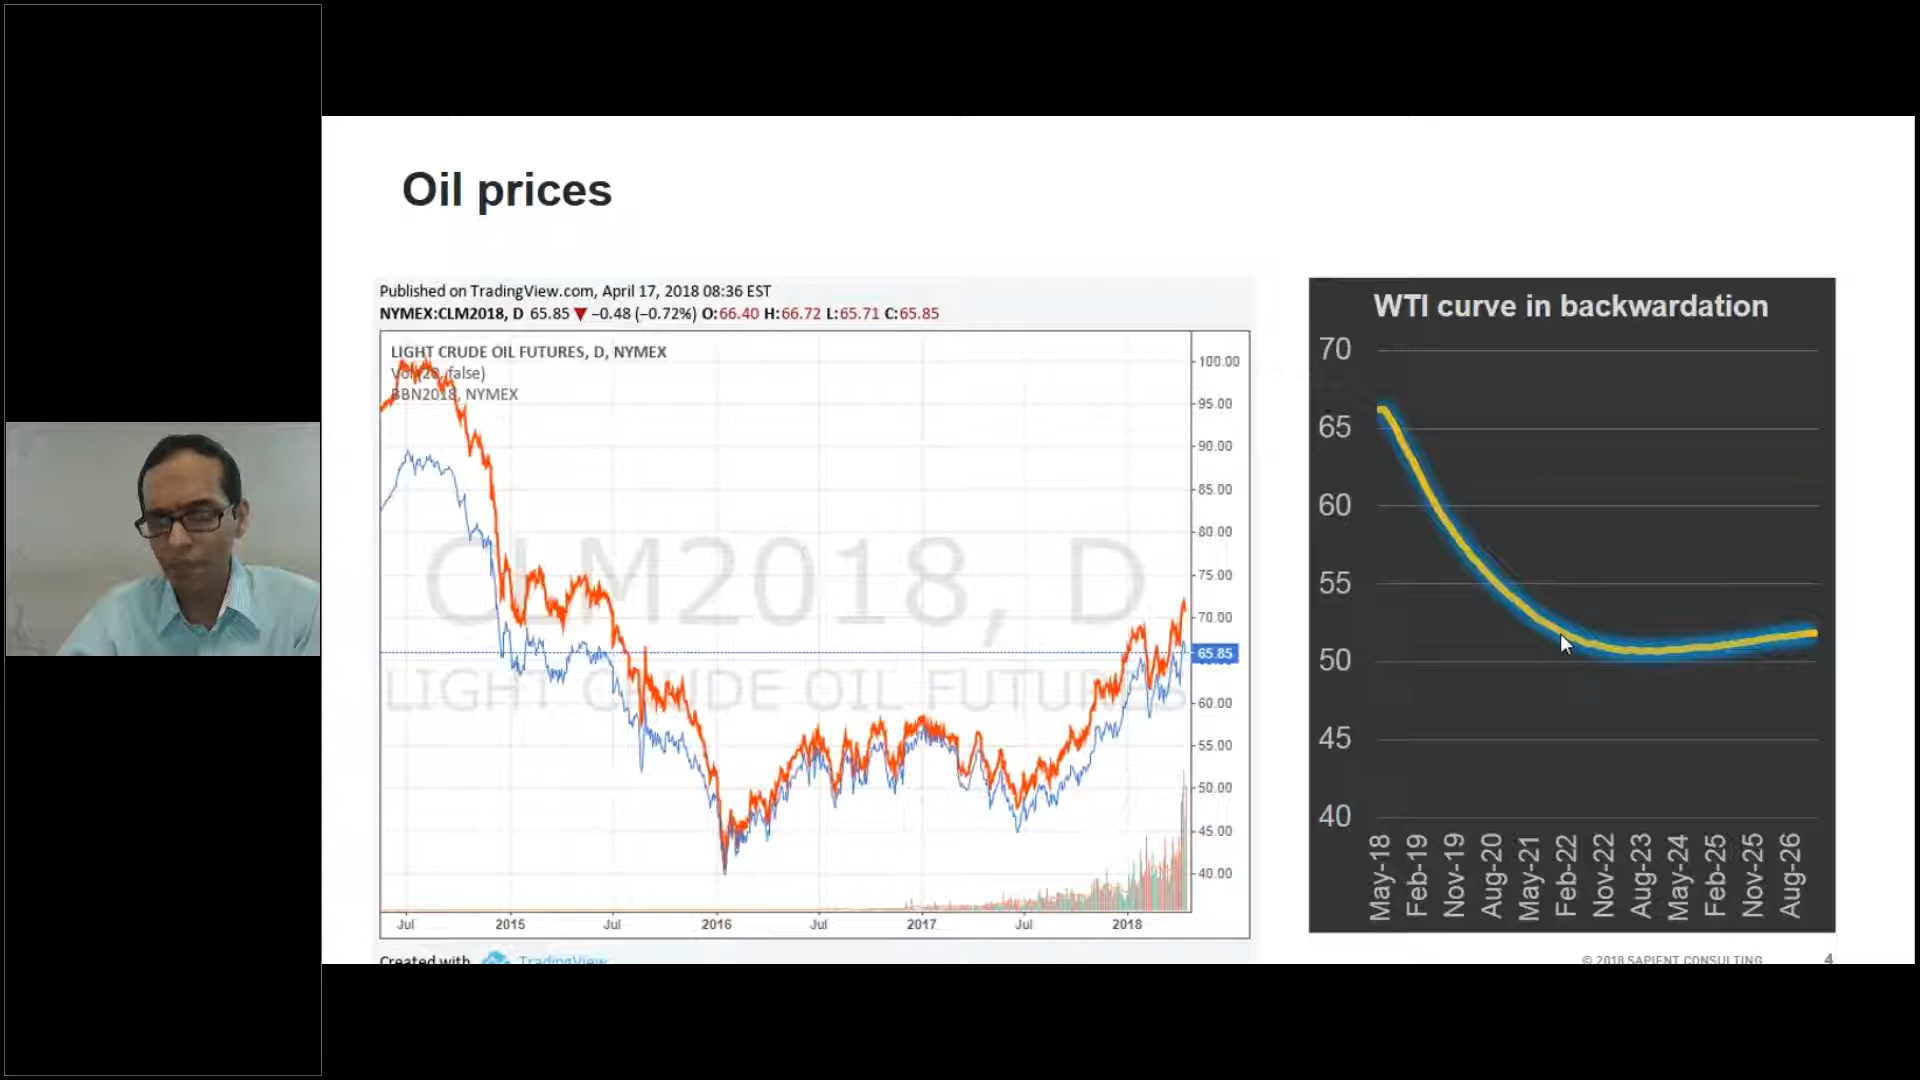 Oil prices
Published on TradingView.com, April 17, 2018 08:36 EST
NYMEX:CLM2018, D 65.85 ▼ −0.48 (−0.72%) O:66.40 H:66.72 L:65.71 C:65.85
LIGHT CRUDE OIL FUTURES, D, NYMEX
Vol (20, false)
BBN2018, NYMEX
CLM2018, D
LIGHT CRUDE OIL FUTURES
100.00
95.00
90.00
85.00
80.00
75.00
70.00
65.85
60.00
55.00
50.00
45.00
40.00
Jul 2015 Jul 2016 Jul 2017 Jul 2018
Created with TradingView
WTI curve in backwardation
70
65
60
55
50
45
40
May-18 Feb-19 Nov-19 Aug-20 May-21 Feb-22 Nov-22 Aug-23 May-24 Feb-25 Nov-25 Aug-26
© 2018 SAPIENT CONSULTING 4